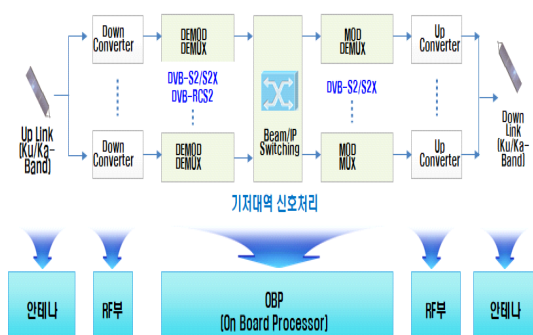 Down
Converter
DEMOD
DEMUX
MOD
DEMUX
Up
Converter
DVB-S2/S2X
DVB-RCS2
DVB-S2/S2X
Up Link
(Ku/Ka-
Band)
Down
Converter
DEMOD
DEMUX
Beam/IP
Switching
MOD
MUX
Up
Converter
Down
Link
(Ku/Ka-
Band)
기저대역 신호처리
안테나
RF부
OBP
(On Board Processor)
RF부
안테나